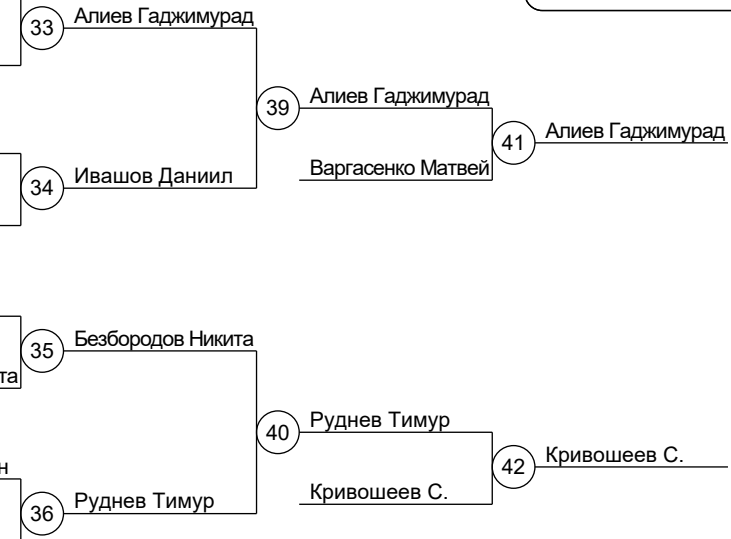 33
Алиев Гаджимурад
39
Алиев Гаджимурад
41
Алиев Гаджимурад
Варгасенко Матвей
34
Ивашов Даниил
35
Безбородов Никита
40
Руднев Тимур
42
Кривошеев С.
Кривошеев С.
36
Руднев Тимур